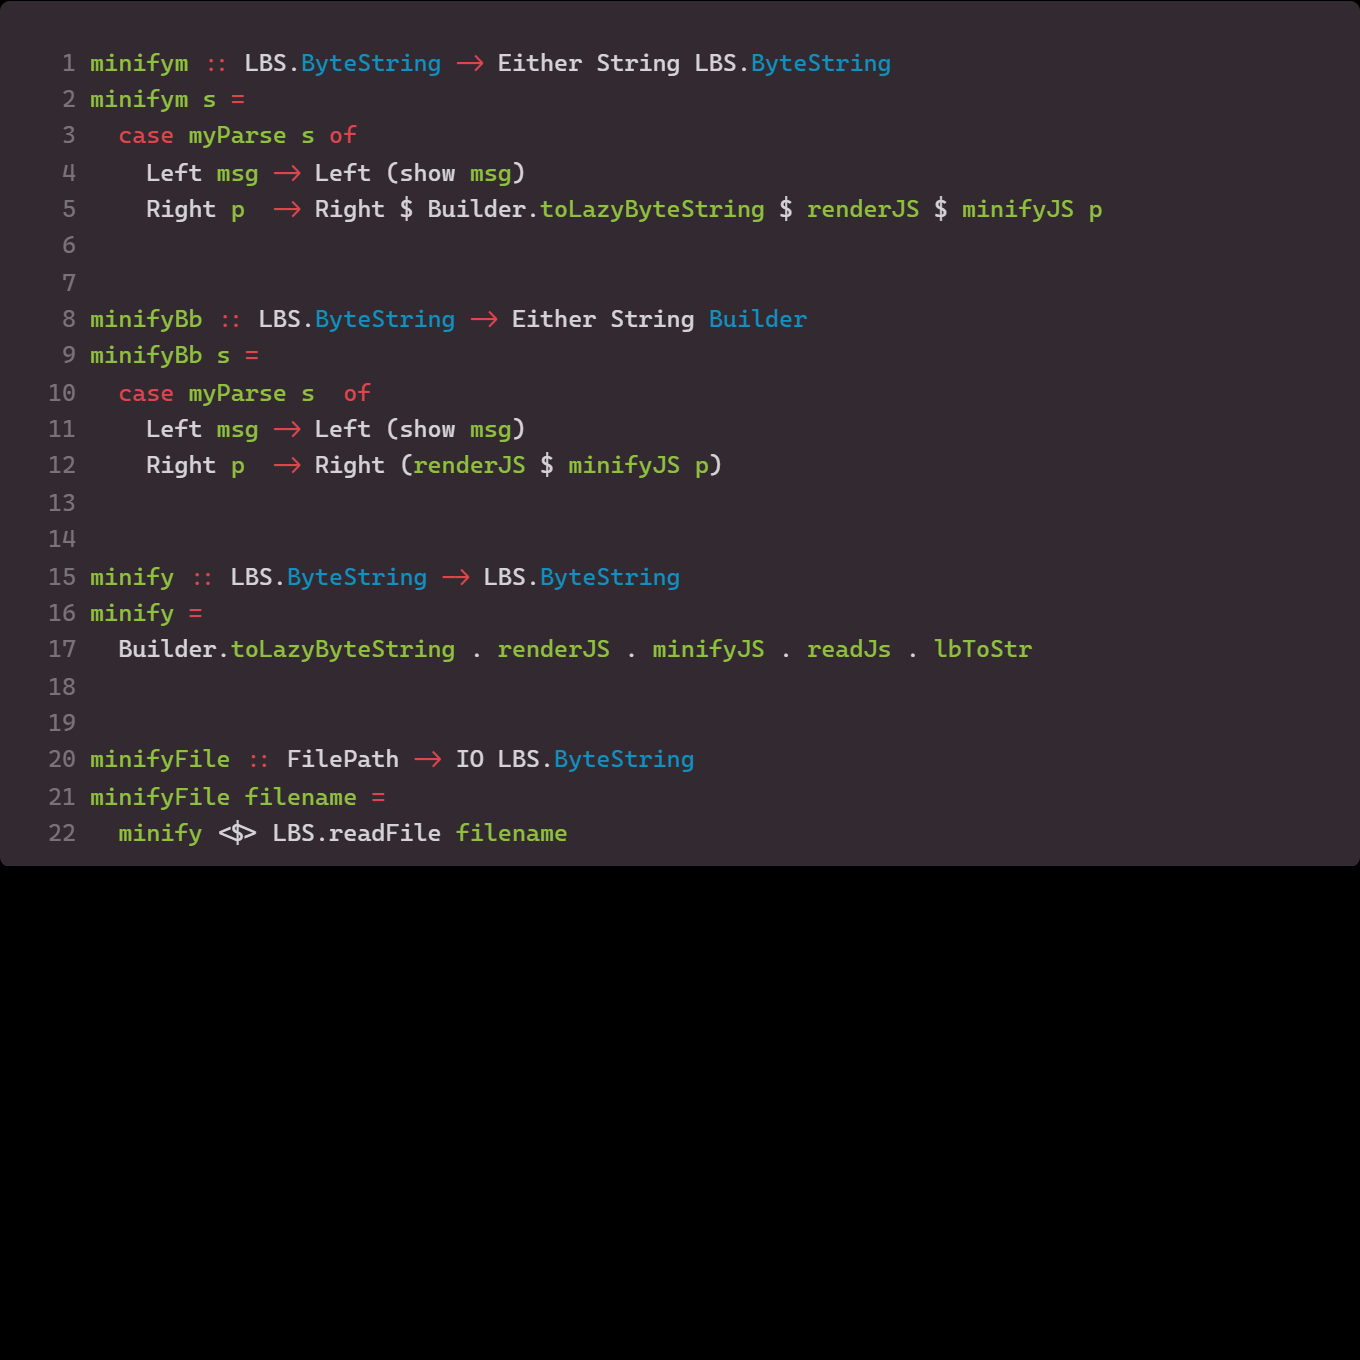 1 minifym :: LBS.ByteString -> Either String LBS.ByteString
2 minifym s =
3   case myParse s of
4     Left msg -> Left (show msg)
5     Right p  -> Right $ Builder.toLazyByteString $ renderJS $ minifyJS p
6
7
8 minifyBb :: LBS.ByteString -> Either String Builder
9 minifyBb s =
10   case myParse s  of
11     Left msg -> Left (show msg)
12     Right p  -> Right (renderJS $ minifyJS p)
13
14
15 minify :: LBS.ByteString -> LBS.ByteString
16 minify =
17   Builder.toLazyByteString . renderJS . minifyJS . readJs . lbToStr
18
19
20 minifyFile :: FilePath -> IO LBS.ByteString
21 minifyFile filename =
22   minify <$> LBS.readFile filename